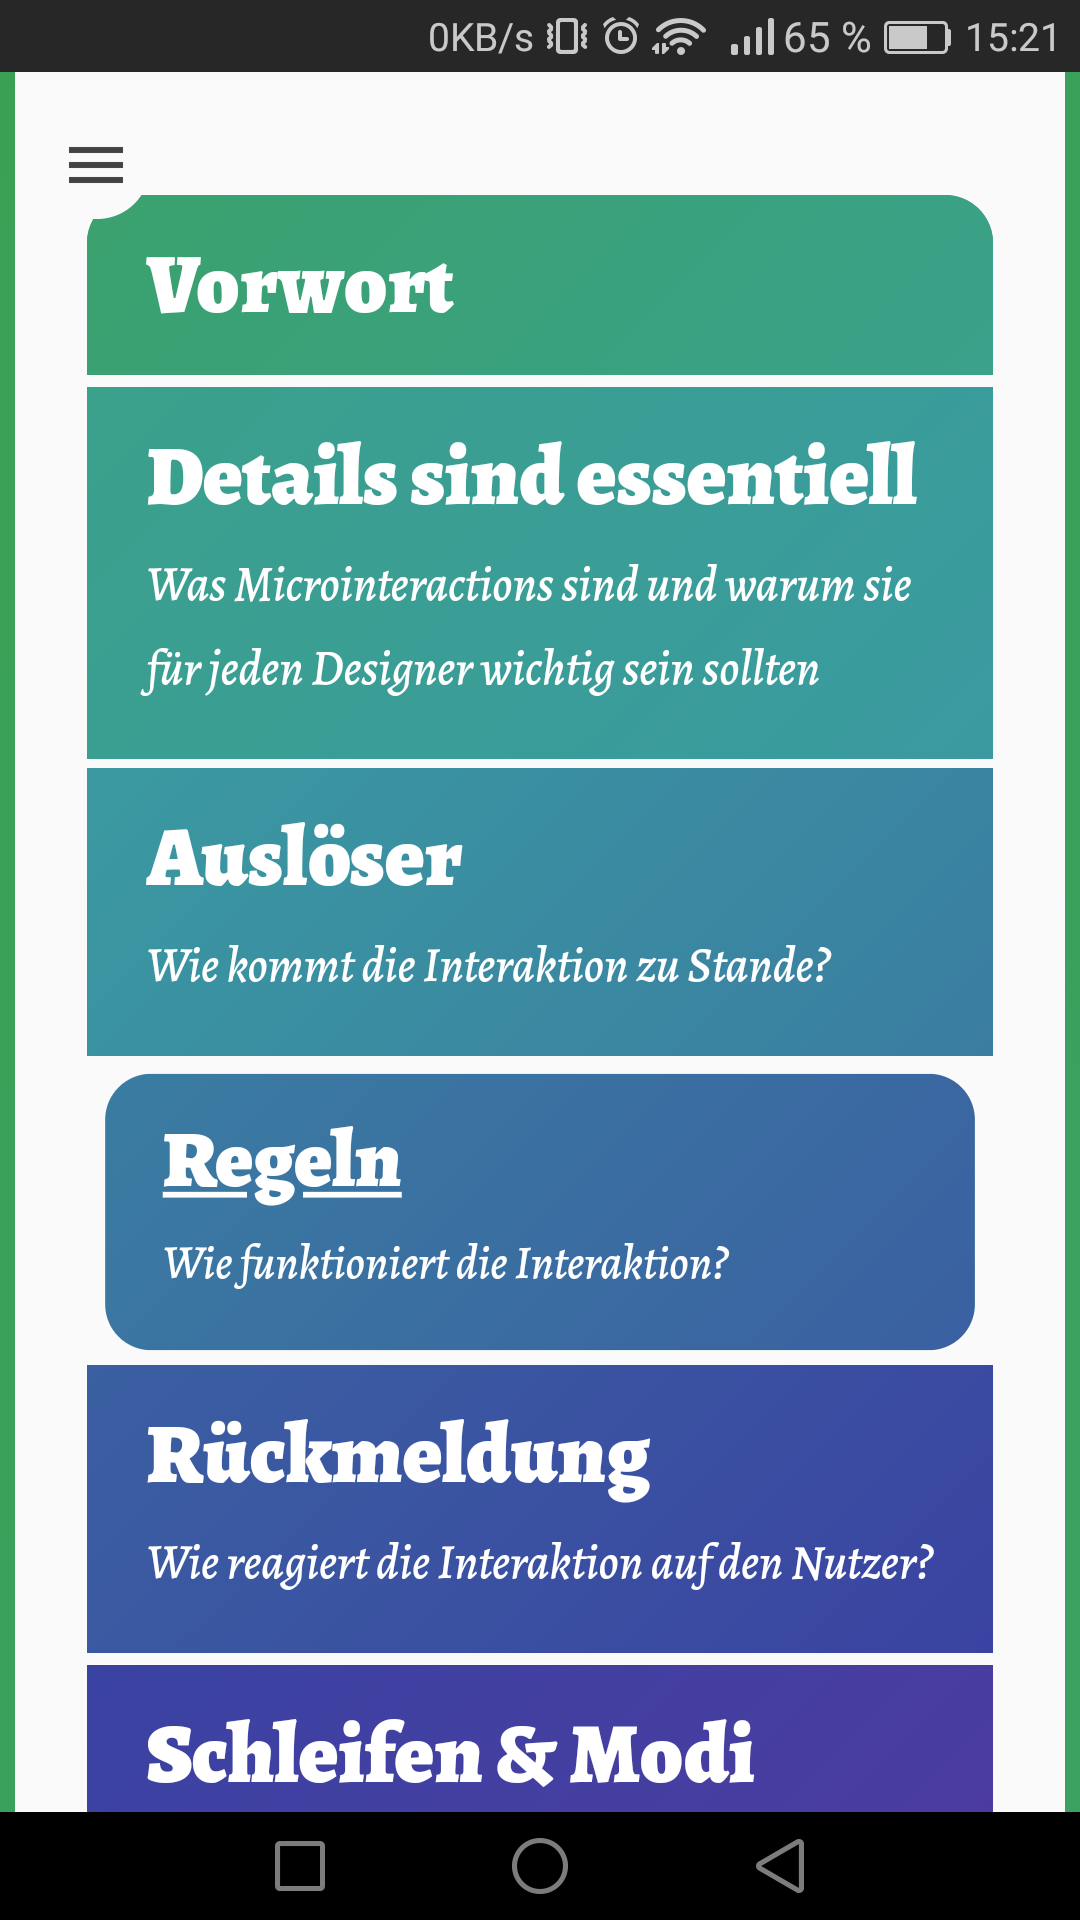 0KB/s 65 % 15:21
Vorwort
Details sind essentiell
Was Microinteractions sind und warum sie
für jeden Designer wichtig sein sollten
Auslöser
Wie kommt die Interaktion zu Stande?
Regeln
Wie funktioniert die Interaktion?
Rückmeldung
Wie reagiert die Interaktion auf den Nutzer?
Schleifen & Modi